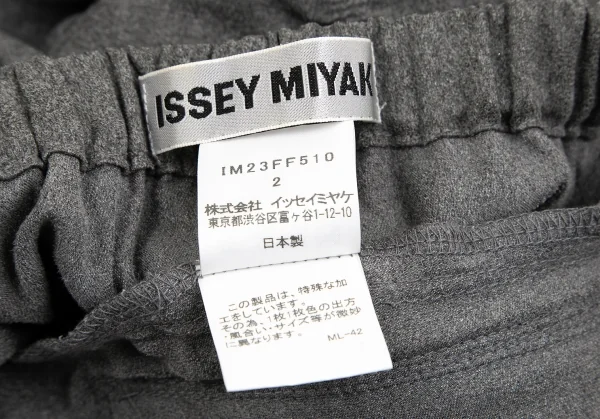 ISSEY MIYAK
IM23FF510
2
株式会社 イッセイミヤケ
東京都渋谷区富ヶ谷1-12-10
日本製
この製品は、特殊な加
工をしています。
その為、1枚1枚色の出方
・風合い・サイズ等が微妙
に異なります。
ML-42